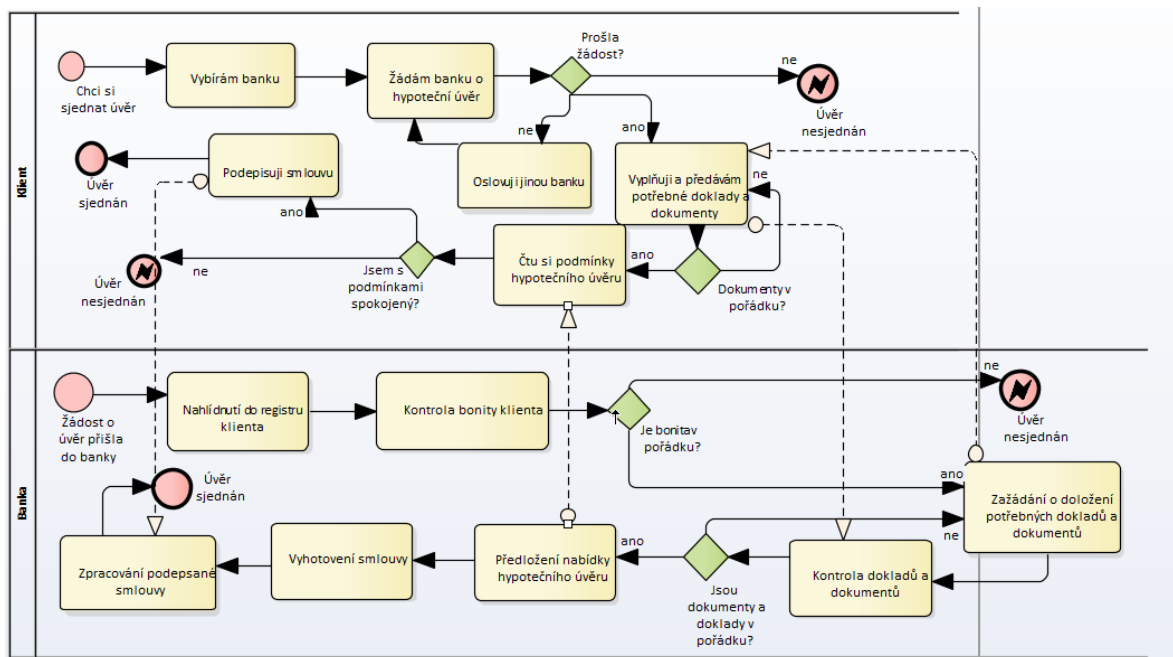 Klient
Chci si
sjednat úvěr
Vybírám banku
Žádám banku o
hypoteční úvěr
Prošla
žádost?
ne
Úvěr
nesjednán
ne
ano
Úvěr
sjednán
Podepisuji smlouvu
Oslovuji jinou banku
Vyplňuji a předávám
potřebné doklady a
dokumenty
ne
ano
Úvěr
nesjednán
ne
Jsem s
podmínkami
spokojený?
Čtu si podmínky
hypotečního úvěru
ano
Dokumenty v
pořádku?
Banka
Žádost o
úvěr přišla
do banky
Nahlídnutí do registru
klienta
Kontrola bonity klienta
Je bonita v
pořádku?
ne
Úvěr
nesjednán
ano
Zažádání o doložení
potřebných dokladů a
dokumentů
ne
Úvěr
sjednán
Zpracování podepsané
smlouvy
Vyhotovení smlouvy
Předložení nabídky
hypotečního úvěru
ano
Jsou
dokumenty a
doklady v
pořádku?
Kontrola dokladů a
dokumentů